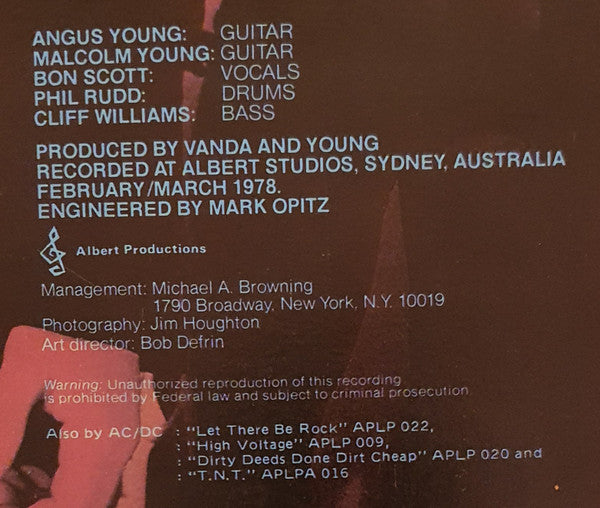 ANGUS YOUNG: GUITAR
MALCOLM YOUNG: GUITAR
BON SCOTT: VOCALS
PHIL RUDD: DRUMS
CLIFF WILLIAMS: BASS
PRODUCED BY VANDA AND YOUNG
RECORDED AT ALBERT STUDIOS, SYDNEY, AUSTRALIA
FEBRUARY/MARCH 1978.
ENGINEERED BY MARK OPITZ
Albert Productions
Management: Michael A. Browning
1790 Broadway, New York, N.Y. 10019
Photography: Jim Houghton
Art director: Bob Defrin
Warning: Unauthorized reproduction of this recording
is prohibited by Federal law and subject to criminal prosecution
Also by AC/DC : "Let There Be Rock" APLP 022,
: "High Voltage" APLP 009,
: "Dirty Deeds Done Dirt Cheap" APLP 020 and
: "T.N.T." APLPA 016